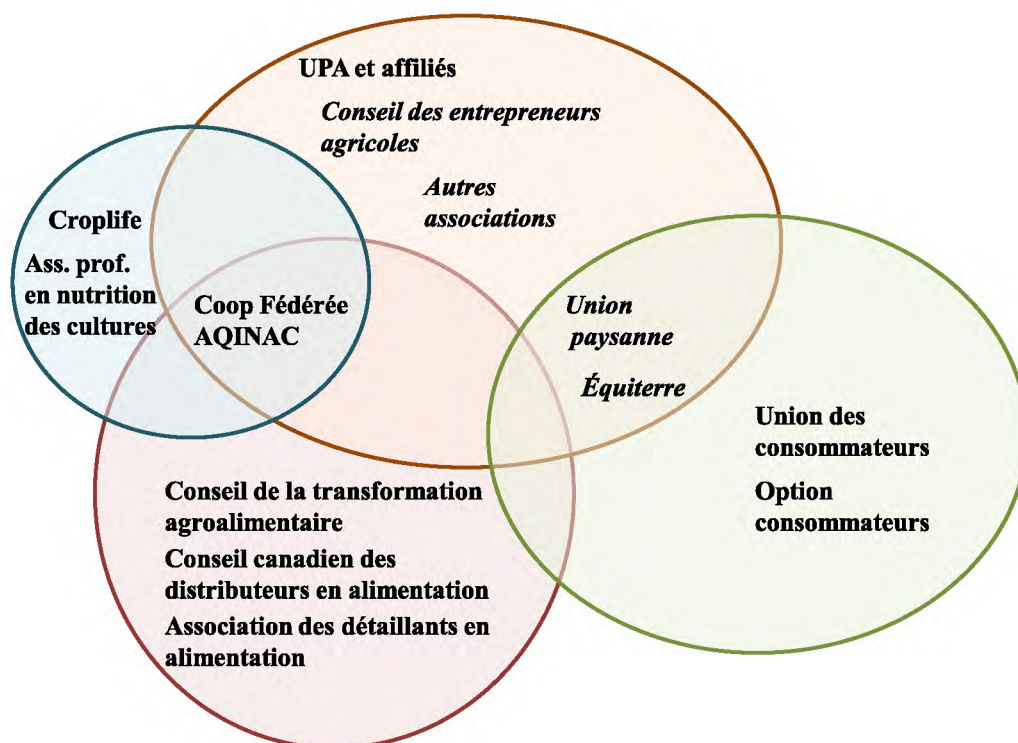 UPA et affiliés
Conseil des entrepreneurs
agricoles
Autres
associations
Croplife
Ass. prof.
en nutrition
des cultures
Coop Fédérée
AQINAC
Union
paysanne
Équiterre
Union des
consommateurs
Option
consommateurs
Conseil de la transformation
agroalimentaire
Conseil canadien des
distributeurs en alimentation
Association des détaillants en
alimentation